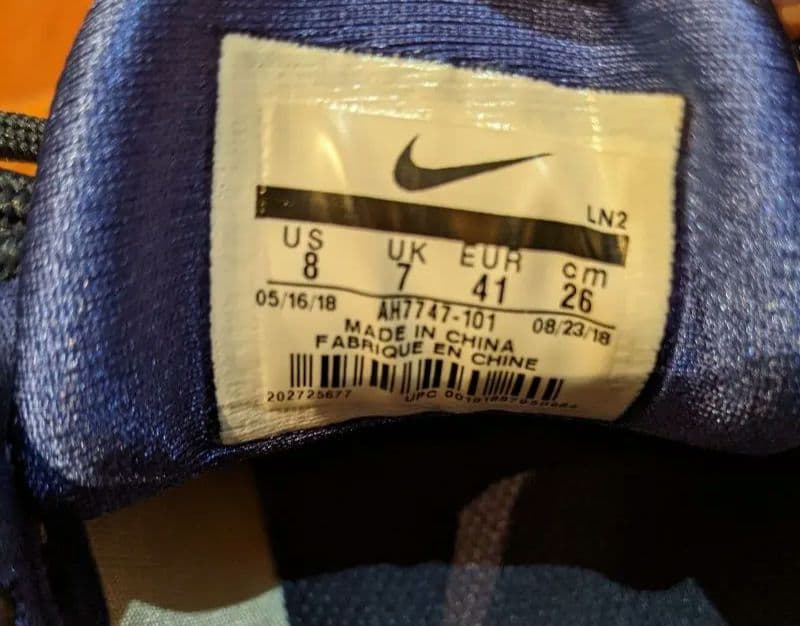 LN2
US UK EUR cm
8 7 41 26
05/16/18 AH7747-101 08/23/18
MADE IN CHINA
FABRIQUE EN CHINE
202725677 UPC